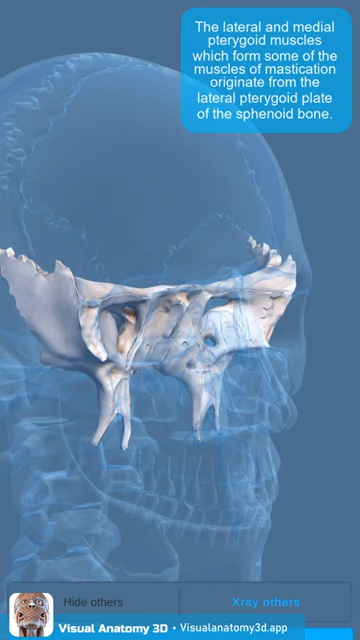 The lateral and medial
pterygoid muscles
which form some of the
muscles of mastication
originate from the
lateral pterygoid plate
of the sphenoid bone.
Hide others
Xray others
Visual Anatomy 3D • Visualanatomy3d.app